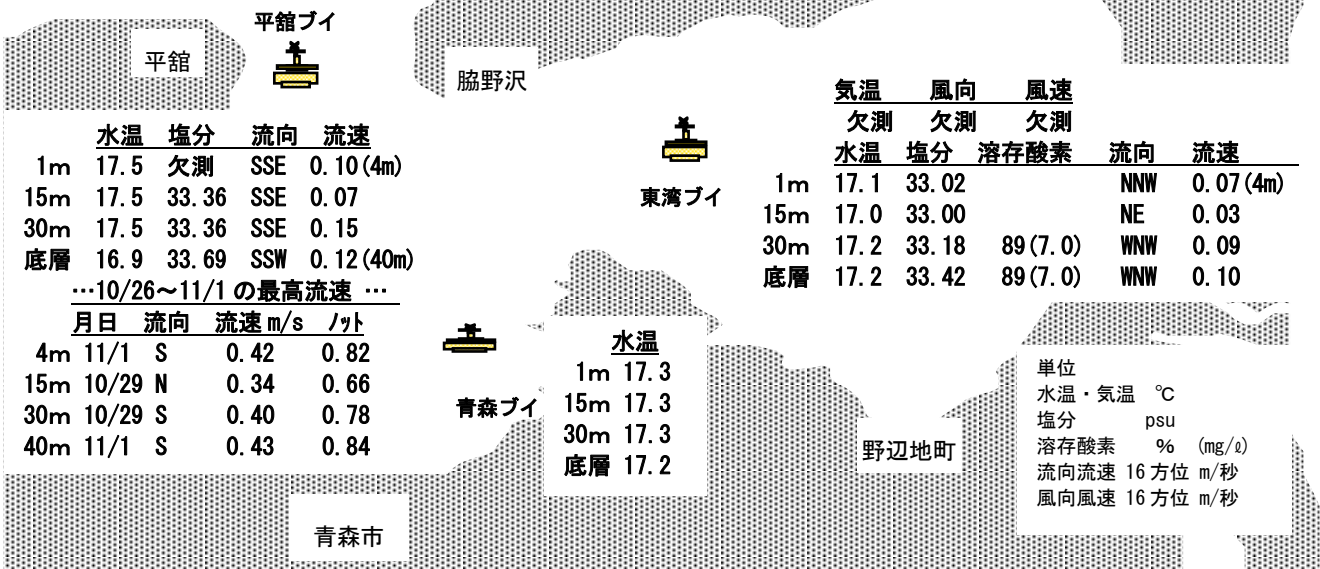 平舘ブイ
平舘
脇野沢
水温 塩分 流向 流速
1m 17.5 欠測 SSE 0.10(4m)
15m 17.5 33.36 SSE 0.07
30m 17.5 33.36 SSE 0.15
底層 16.9 33.69 SSW 0.12(40m)
…10/26～11/1の最高流速 …
月日 流向 流速m/s ﾉｯﾄ
4m 11/1 S 0.42 0.82
15m 10/29 N 0.34 0.66
30m 10/29 S 0.40 0.78
40m 11/1 S 0.43 0.84
東湾ブイ
気温 風向 風速
欠測 欠測 欠測
水温 塩分 溶存酸素 流向 流速
1m 17.1 33.02 NNW 0.07(4m)
15m 17.0 33.00 NE 0.03
30m 17.2 33.18 89(7.0) WNW 0.09
底層 17.2 33.42 89(7.0) WNW 0.10
青森ブイ
水温
1m 17.3
15m 17.3
30m 17.3
底層 17.2
野辺地町
青森市
単位
水温・気温 ℃
塩分 psu
溶存酸素 % (mg/ℓ)
流向流速 16方位 m/秒
風向風速 16方位 m/秒